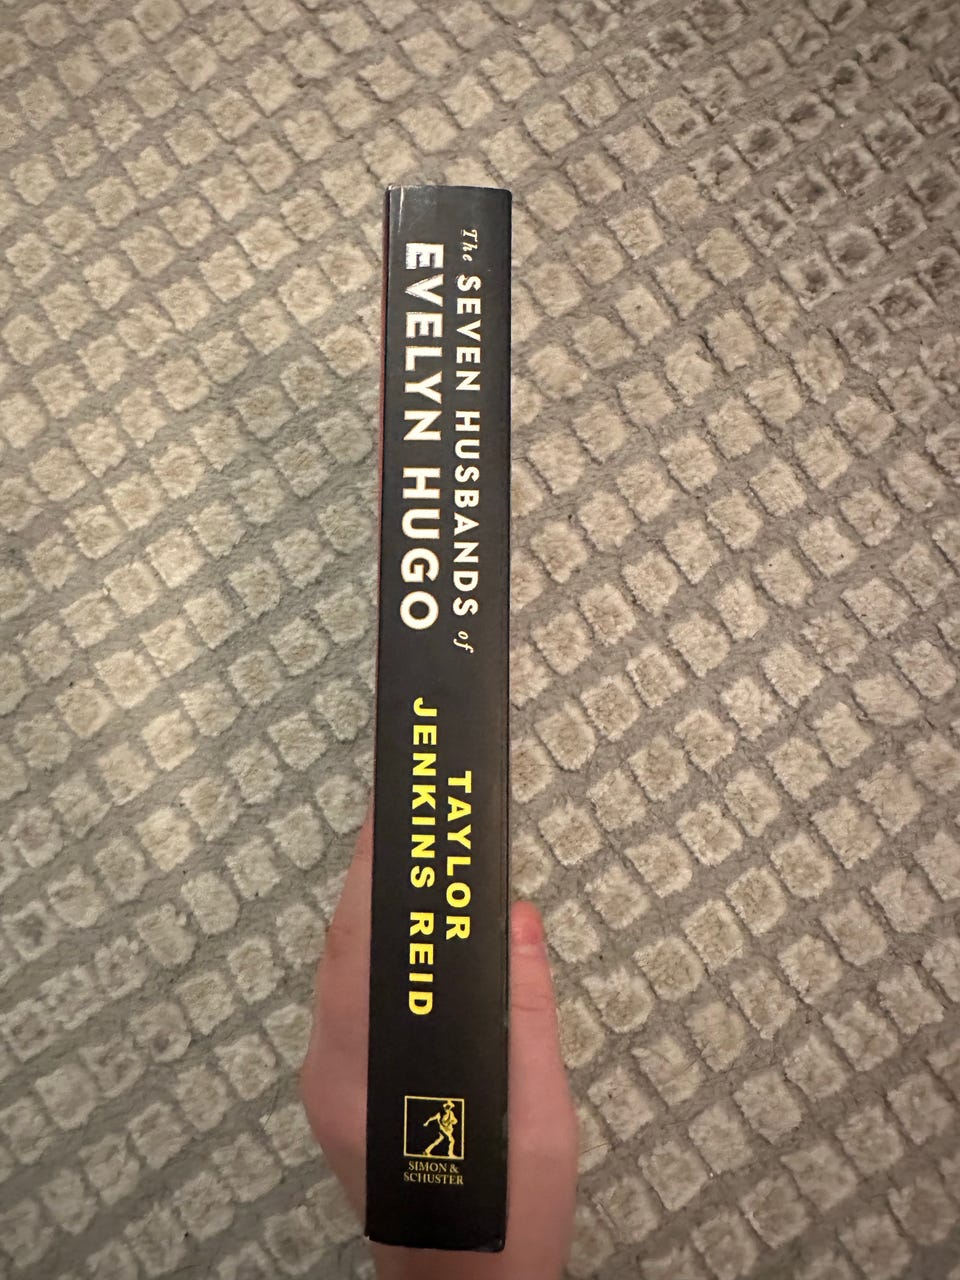 The SEVEN HUSBANDS of
EVELYN HUGO
TAYLOR
JENKINS REID
SIMON &
SCHUSTER